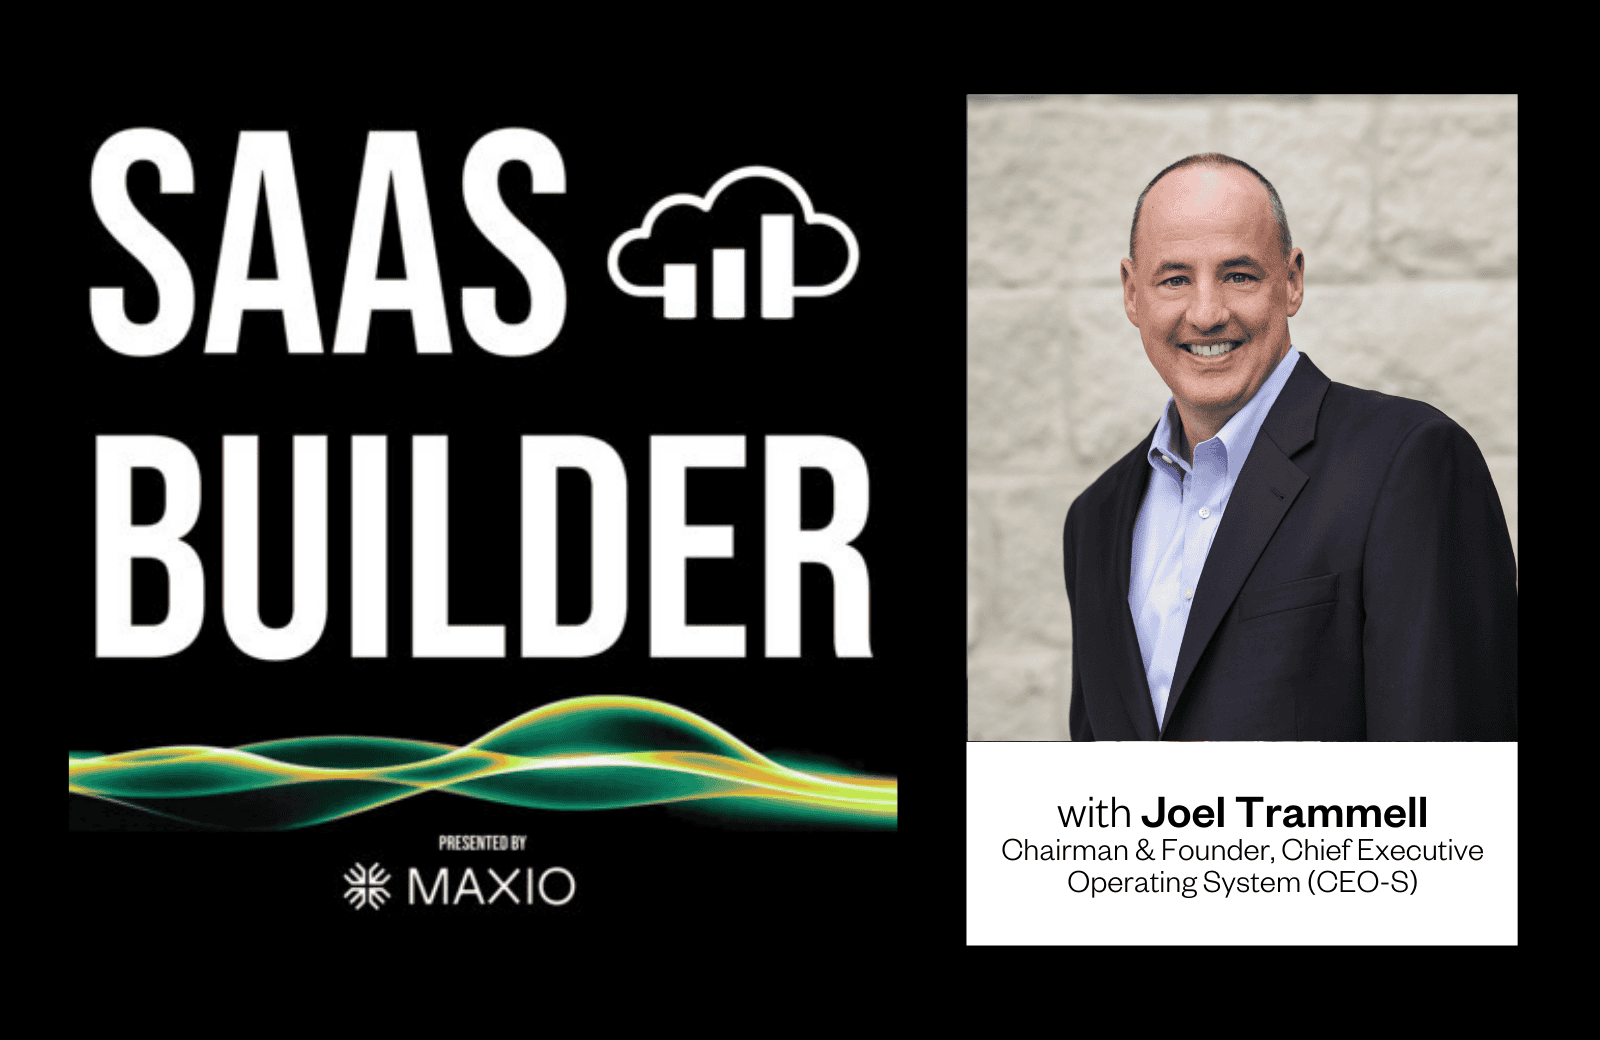 SAAS
BUILDER
PRESENTED BY
MAXIO
with Joel Trammell
Chairman & Founder, Chief Executive
Operating System (CEO-S)